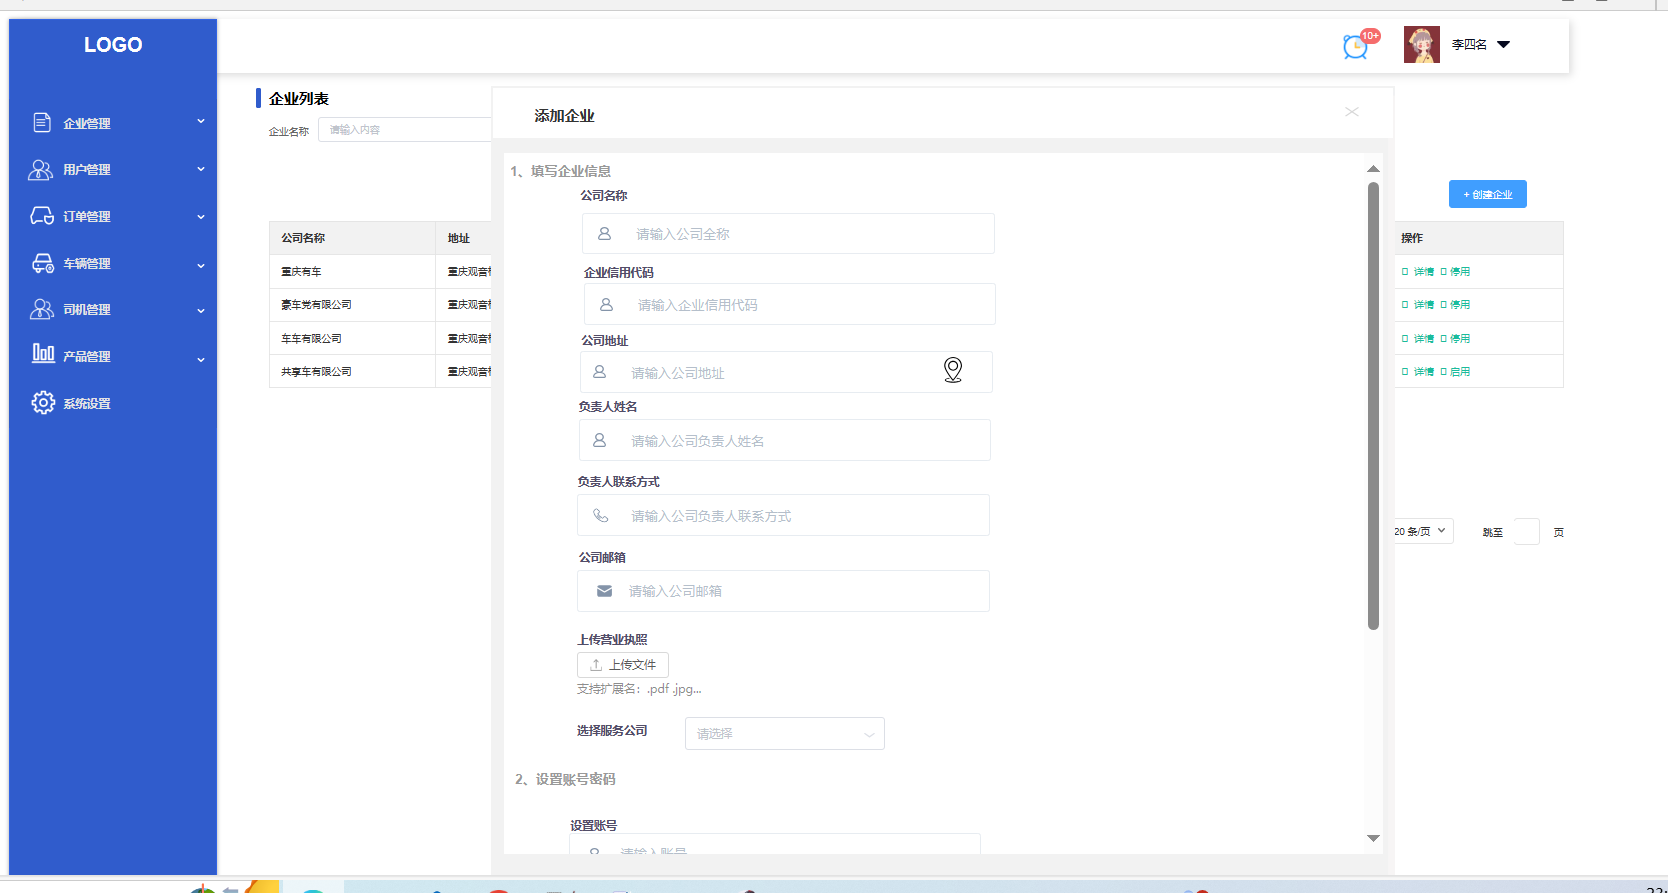 LOGO
10+
李四名
企业管理
用户管理
订单管理
车辆管理
司机管理
产品管理
系统设置
企业列表
企业名称 请输入内容
+ 创建企业
公司名称 地址 操作
重庆有车 重庆观音 详情 停用
豪车党有限公司 重庆观音 详情 停用
车车有限公司 重庆观音 详情 停用
共享车有限公司 重庆观音 详情 启用
20 条/页 跳至 页
添加企业
1、填写企业信息
公司名称
请输入公司全称
企业信用代码
请输入企业信用代码
公司地址
请输入公司地址
负责人姓名
请输入公司负责人姓名
负责人联系方式
请输入公司负责人联系方式
公司邮箱
请输入公司邮箱
上传营业执照
上传文件
支持扩展名：.pdf .jpg...
选择服务公司 请选择
2、设置账号密码
设置账号
请输入账号